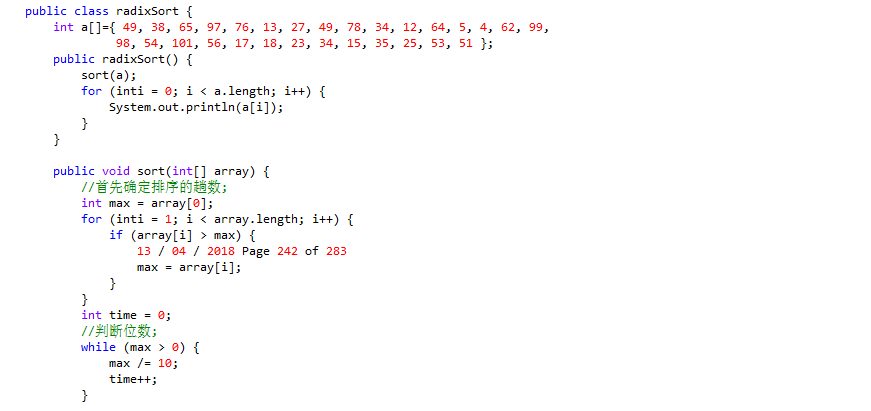 public class radixSort {
int a[]={ 49, 38, 65, 97, 76, 13, 27, 49, 78, 34, 12, 64, 5, 4, 62, 99,
98, 54, 101, 56, 17, 18, 23, 34, 15, 35, 25, 53, 51 };
public radixSort() {
sort(a);
for (inti = 0; i < a.length; i++) {
System.out.println(a[i]);
}
}
public void sort(int[] array) {
//首先确定排序的趟数;
int max = array[0];
for (inti = 1; i < array.length; i++) {
if (array[i] > max) {
13 / 04 / 2018 Page 242 of 283
max = array[i];
}
}
int time = 0;
//判断位数;
while (max > 0) {
max /= 10;
time++;
}